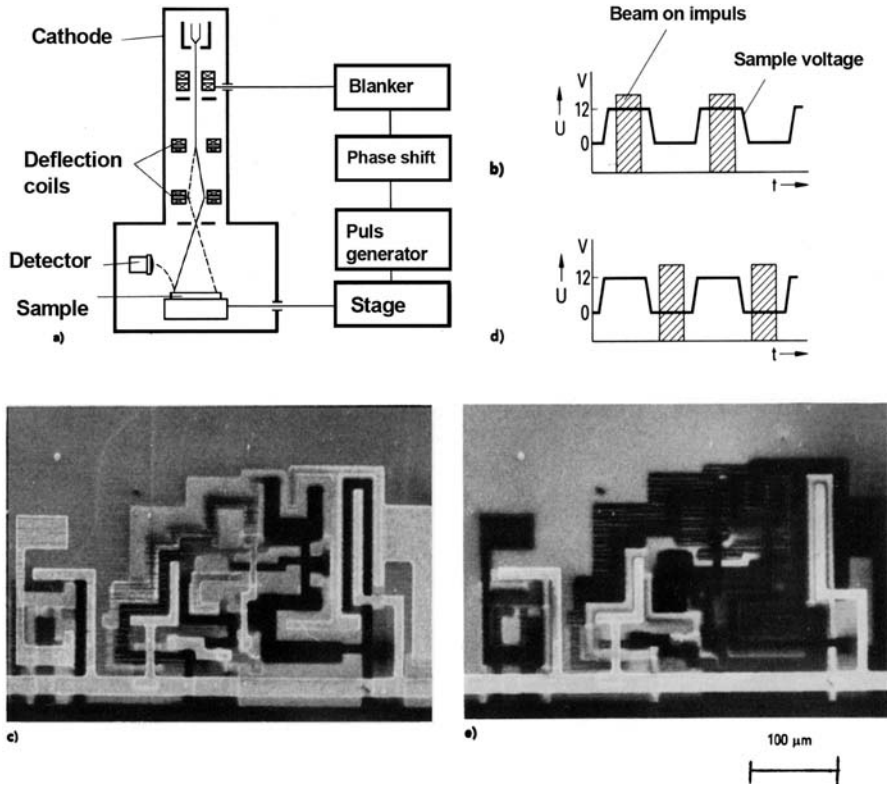 Cathode
Blanker
Phase shift
Deflection
coils
Puls
generator
Detector
Sample
Stage
a)
Beam on impuls
Sample voltage
V
12
U
0
b)
t
V
12
U
0
d)
t
c)
e)
100 µm